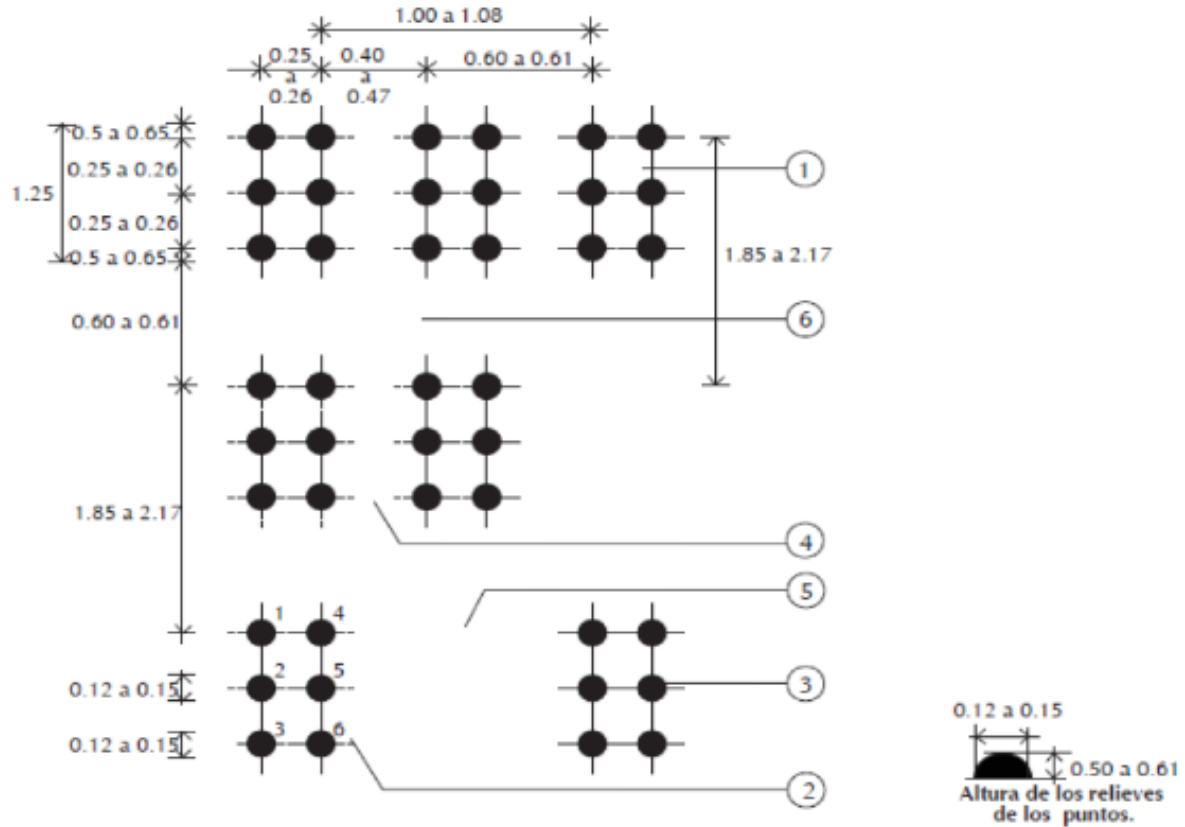 1.00 a 1.08
0.25
a
0.26
0.40
a
0.47
0.60 a 0.61
0.5 a 0.65
0.25 a 0.26
1.25
0.25 a 0.26
0.5 a 0.65
0.60 a 0.61
1
1.85 a 2.17
6
1.85 a 2.17
4
5
1 4
2 5
3 6
0.12 a 0.15
0.12 a 0.15
3
2
0.12 a 0.15
0.50 a 0.61
Altura de los relieves
de los puntos.